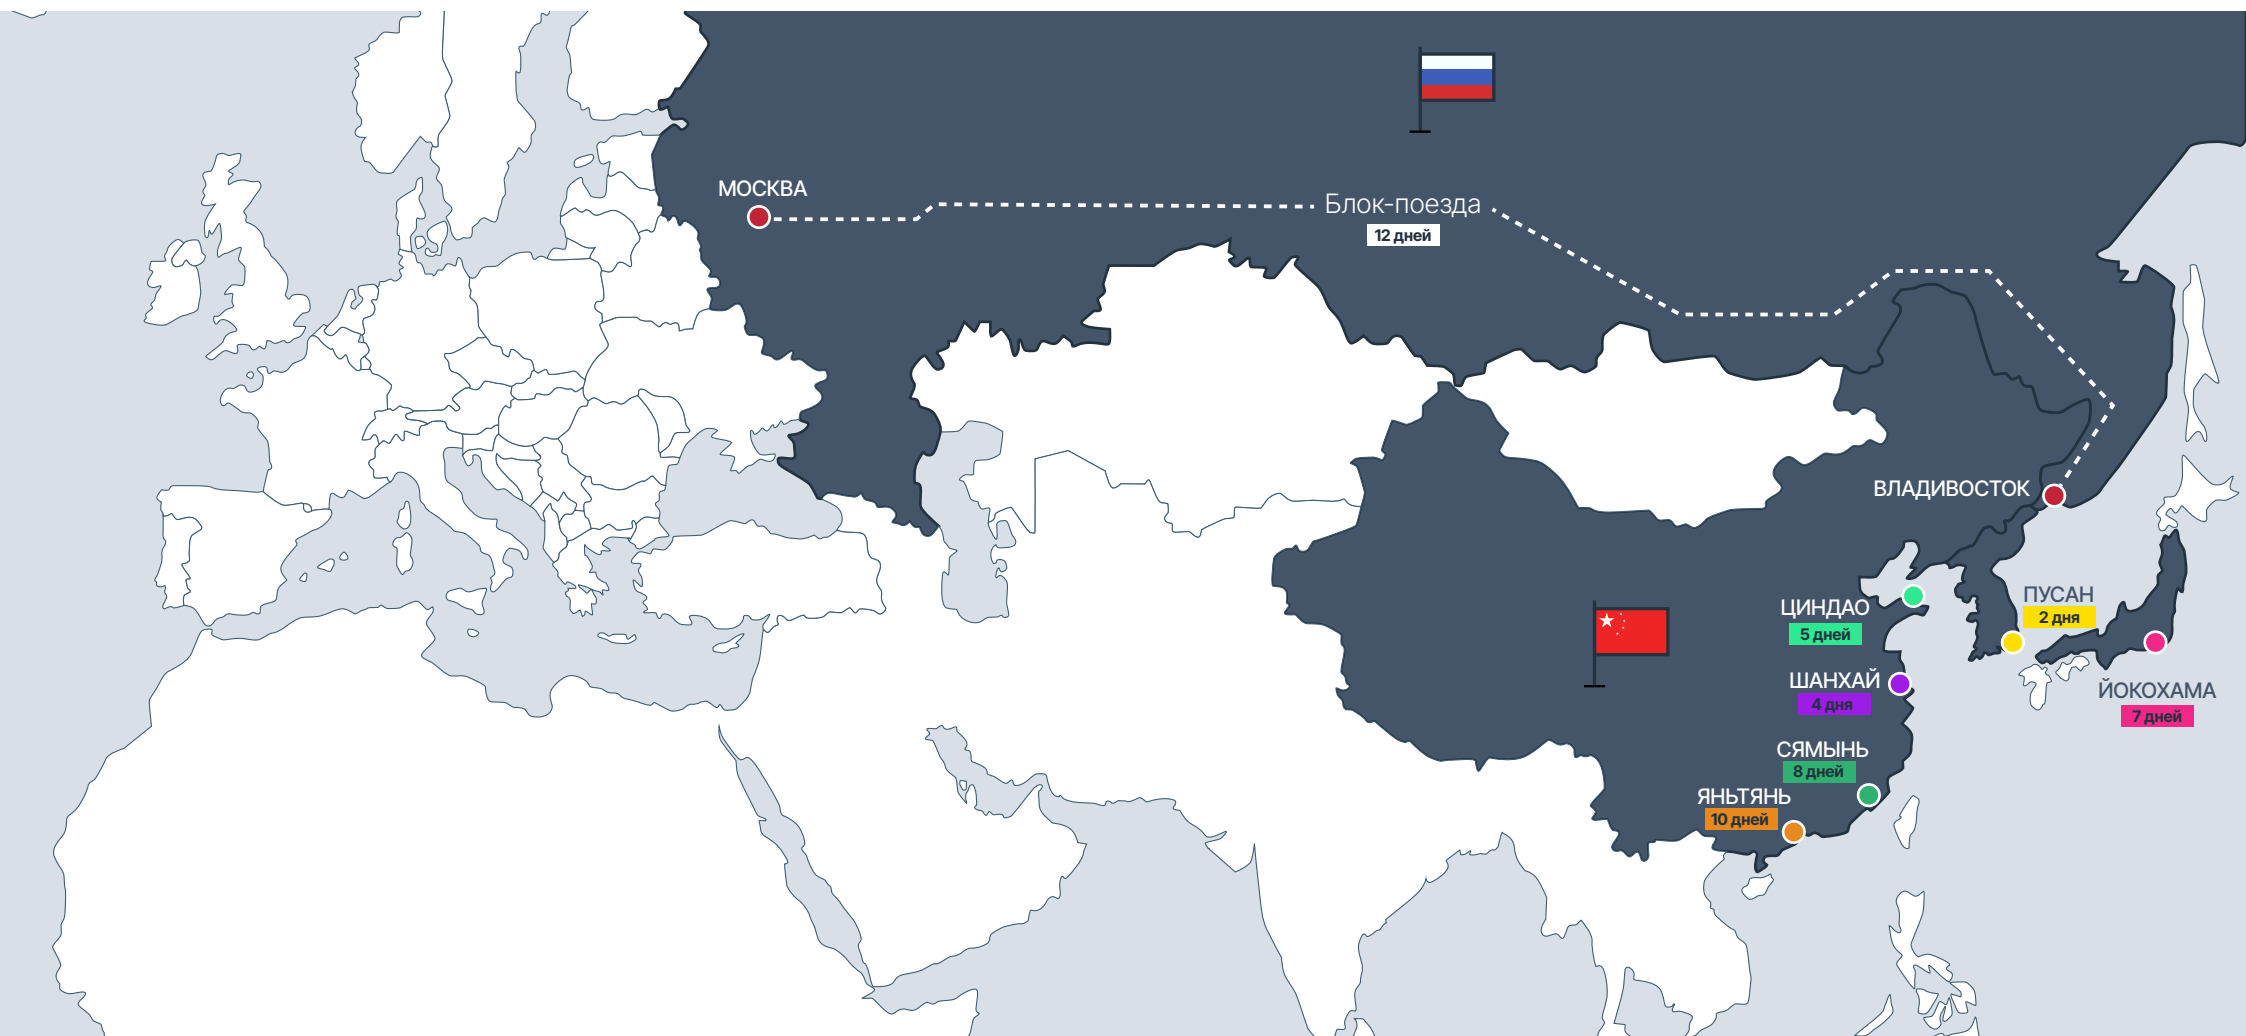 МОСКВА
Блок-поезда
12 дней
ВЛАДИВОСТОК
ПУСАН
2 дня
ЦИНДАО
5 дней
ШАНХАЙ
4 дня
ЙОКОХАМА
7 дней
СЯМЫНЬ
8 дней
ЯНЬТЯНЬ
10 дней